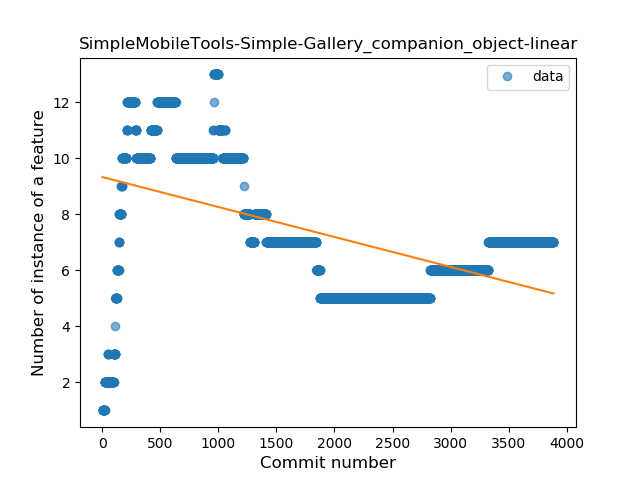 SimpleMobileTools-Simple-Gallery_companion_object-linear
data
Number of instance of a feature
12
10
8
6
4
2
0 500 1000 1500 2000 2500 3000 3500 4000
Commit number